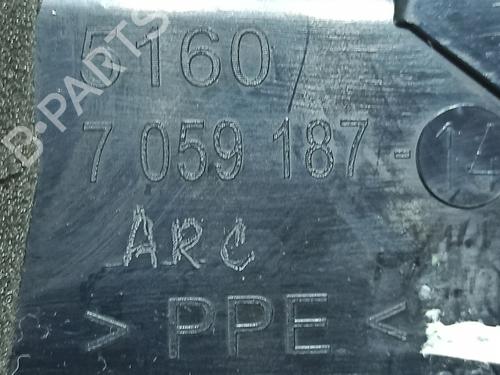 5160/
7 059 187-14
ARC
> PPE <
B-PARTS